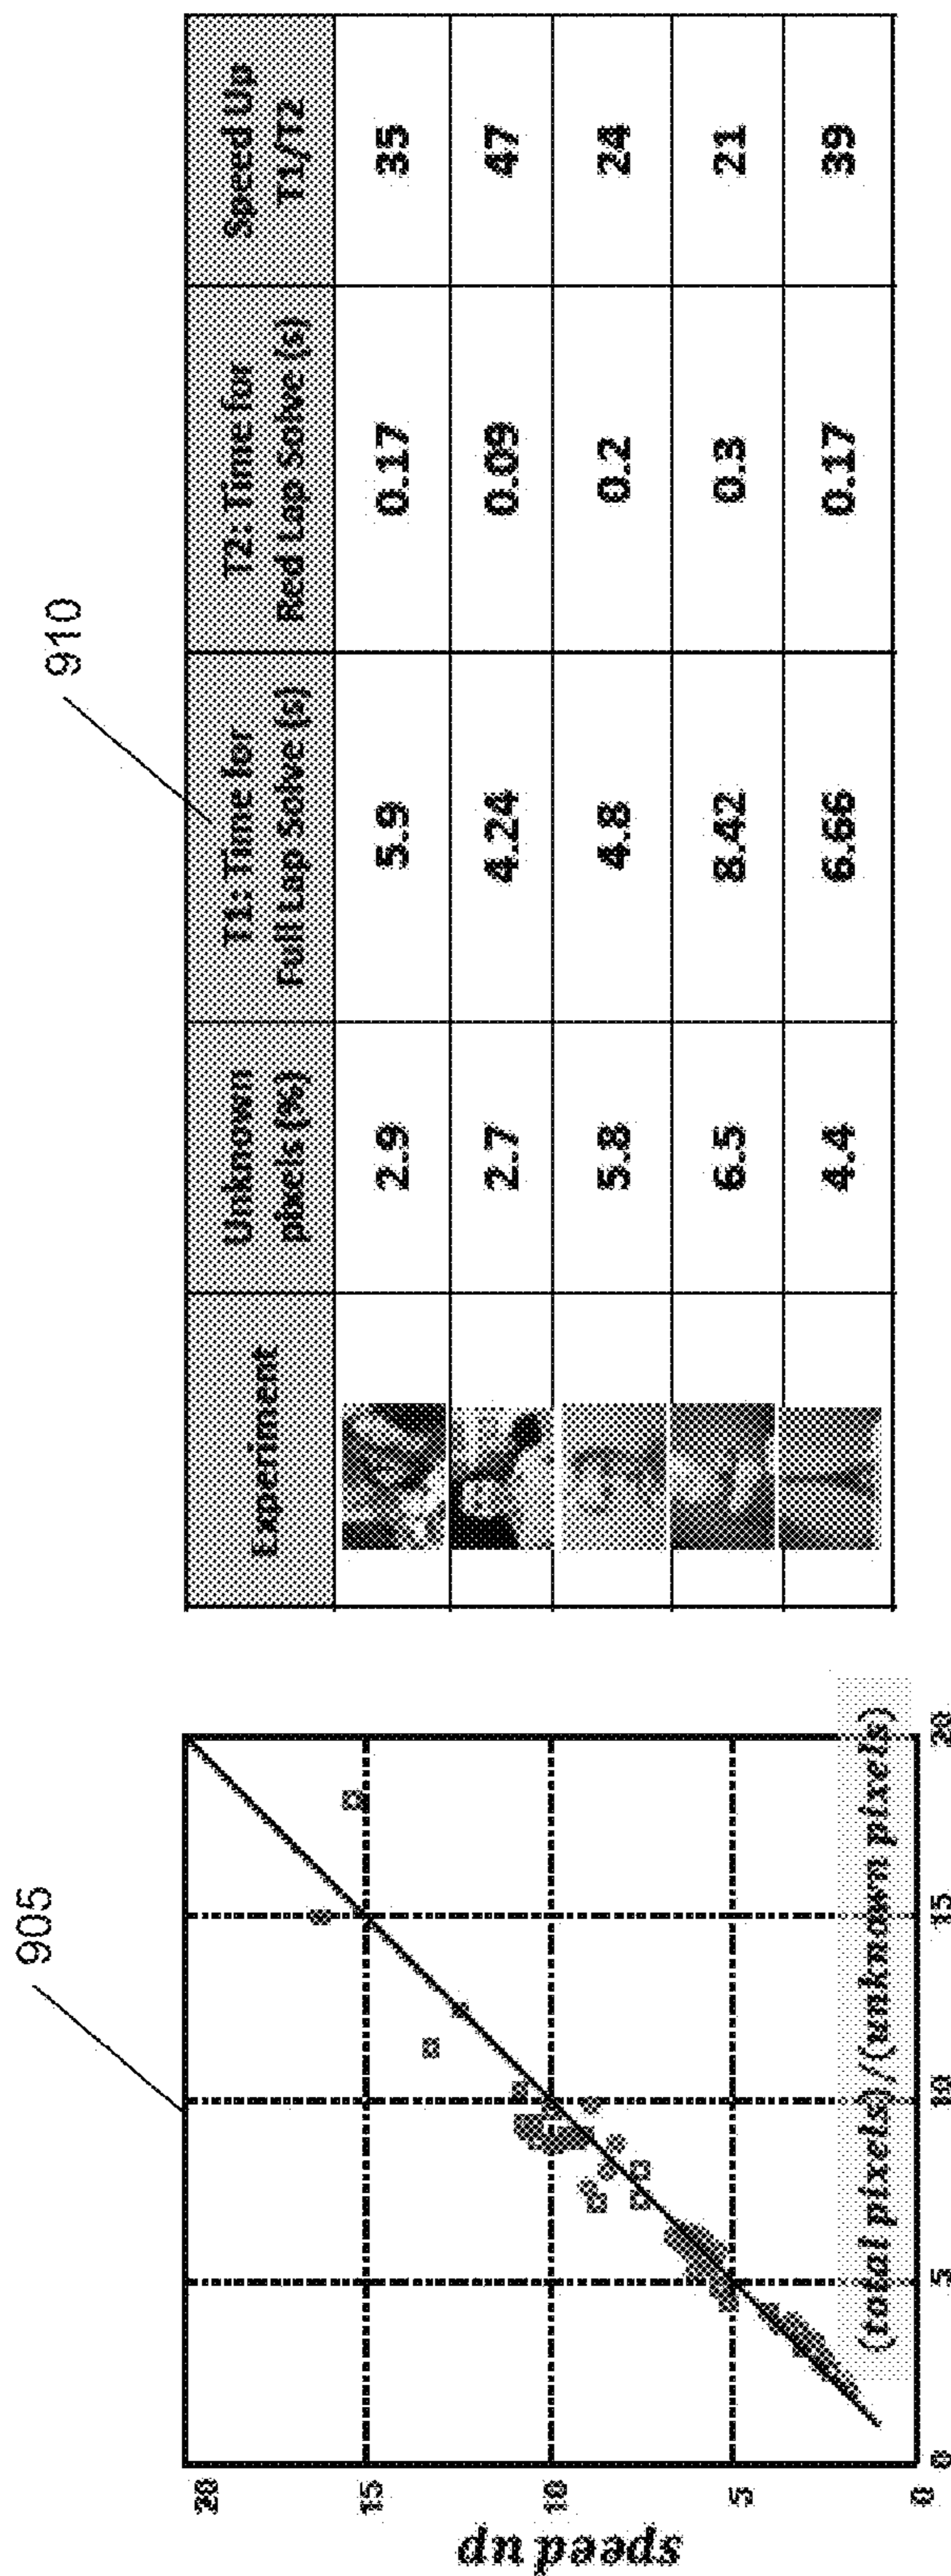 905
speed up
20
15
10
5
0
0
5
10
15
20
(total pixels)/(unknown pixels)
910
Experiment
Unknown pixels (%)
T1: Time for Full Lap Solve (s)
T2: Time for Red Lap Solve (s)
Speed Up T1/T2
2.9 5.9 0.17 35
2.7 4.24 0.09 47
5.8 4.8 0.2 24
6.5 8.42 0.3 21
4.4 6.66 0.17 39